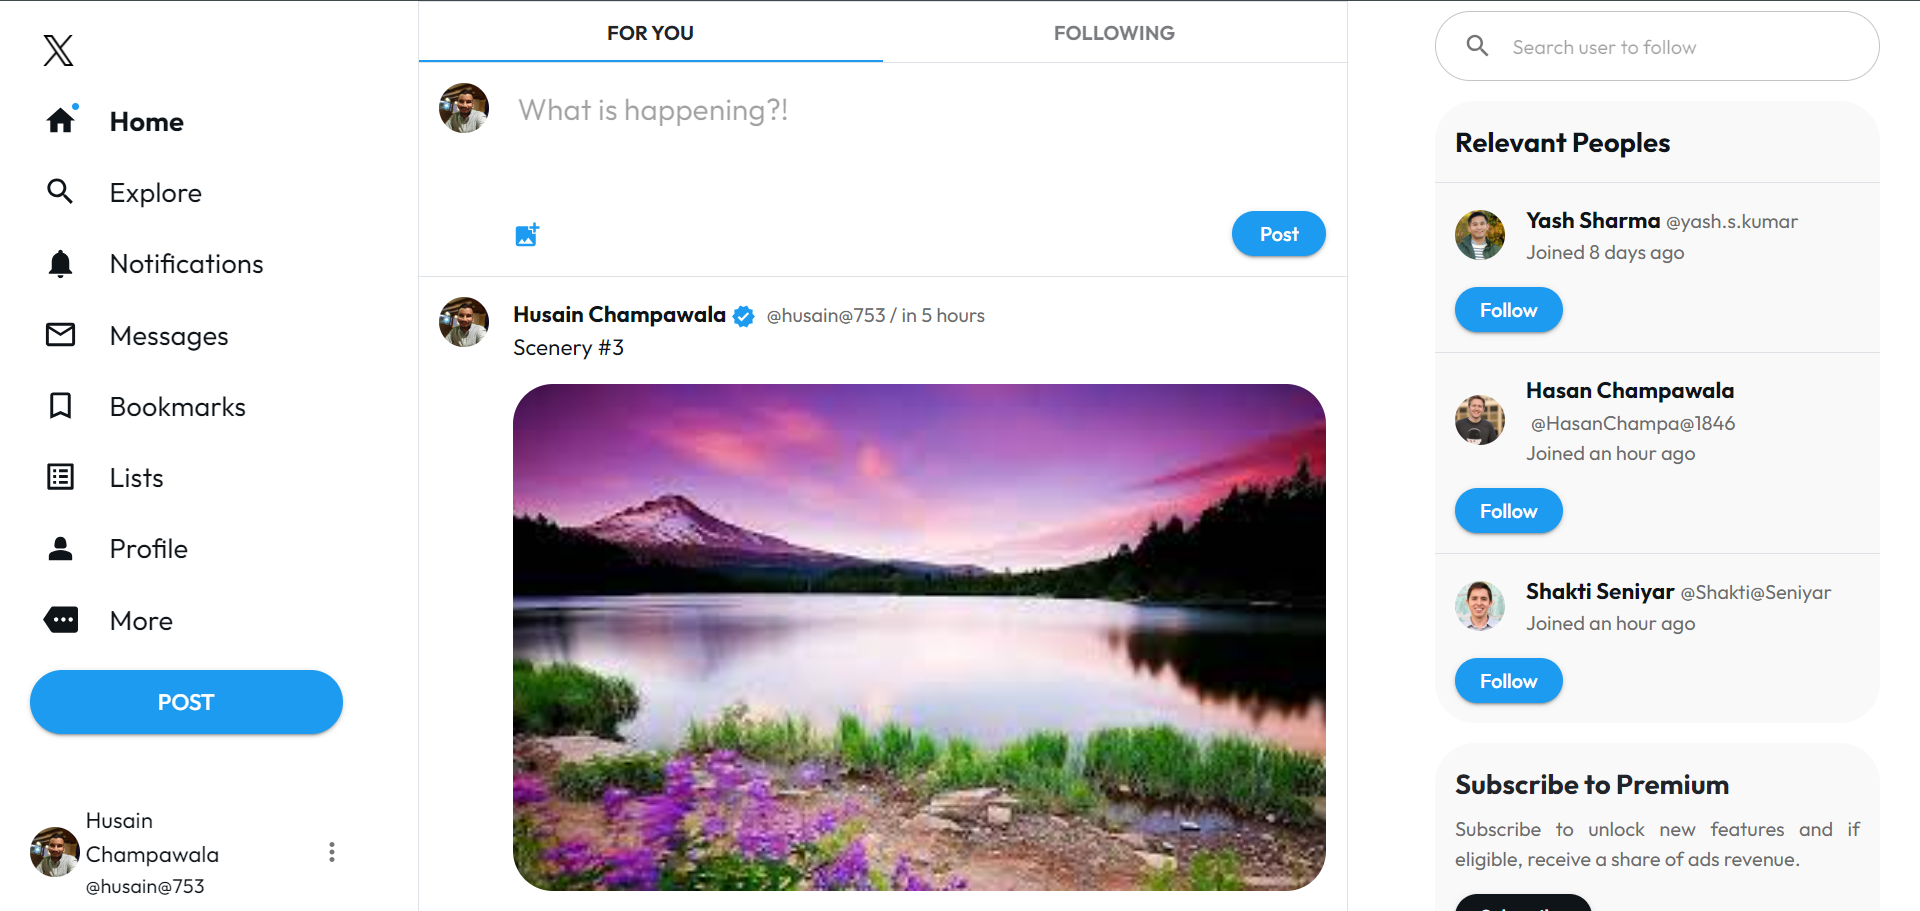 Home
Explore
Notifications
Messages
Bookmarks
Lists
Profile
More
POST
Husain
Champawala
@husain@753
FOR YOU
FOLLOWING
What is happening?!
Post
Husain Champawala @husain@753 / in 5 hours
Scenery #3
Search user to follow
Relevant Peoples
Yash Sharma @yash.s.kumar
Joined 8 days ago
Follow
Hasan Champawala
@HasanChampa@1846
Joined an hour ago
Follow
Shakti Seniyar @Shakti@Seniyar
Joined an hour ago
Follow
Subscribe to Premium
Subscribe to unlock new features and if
eligible, receive a share of ads revenue.